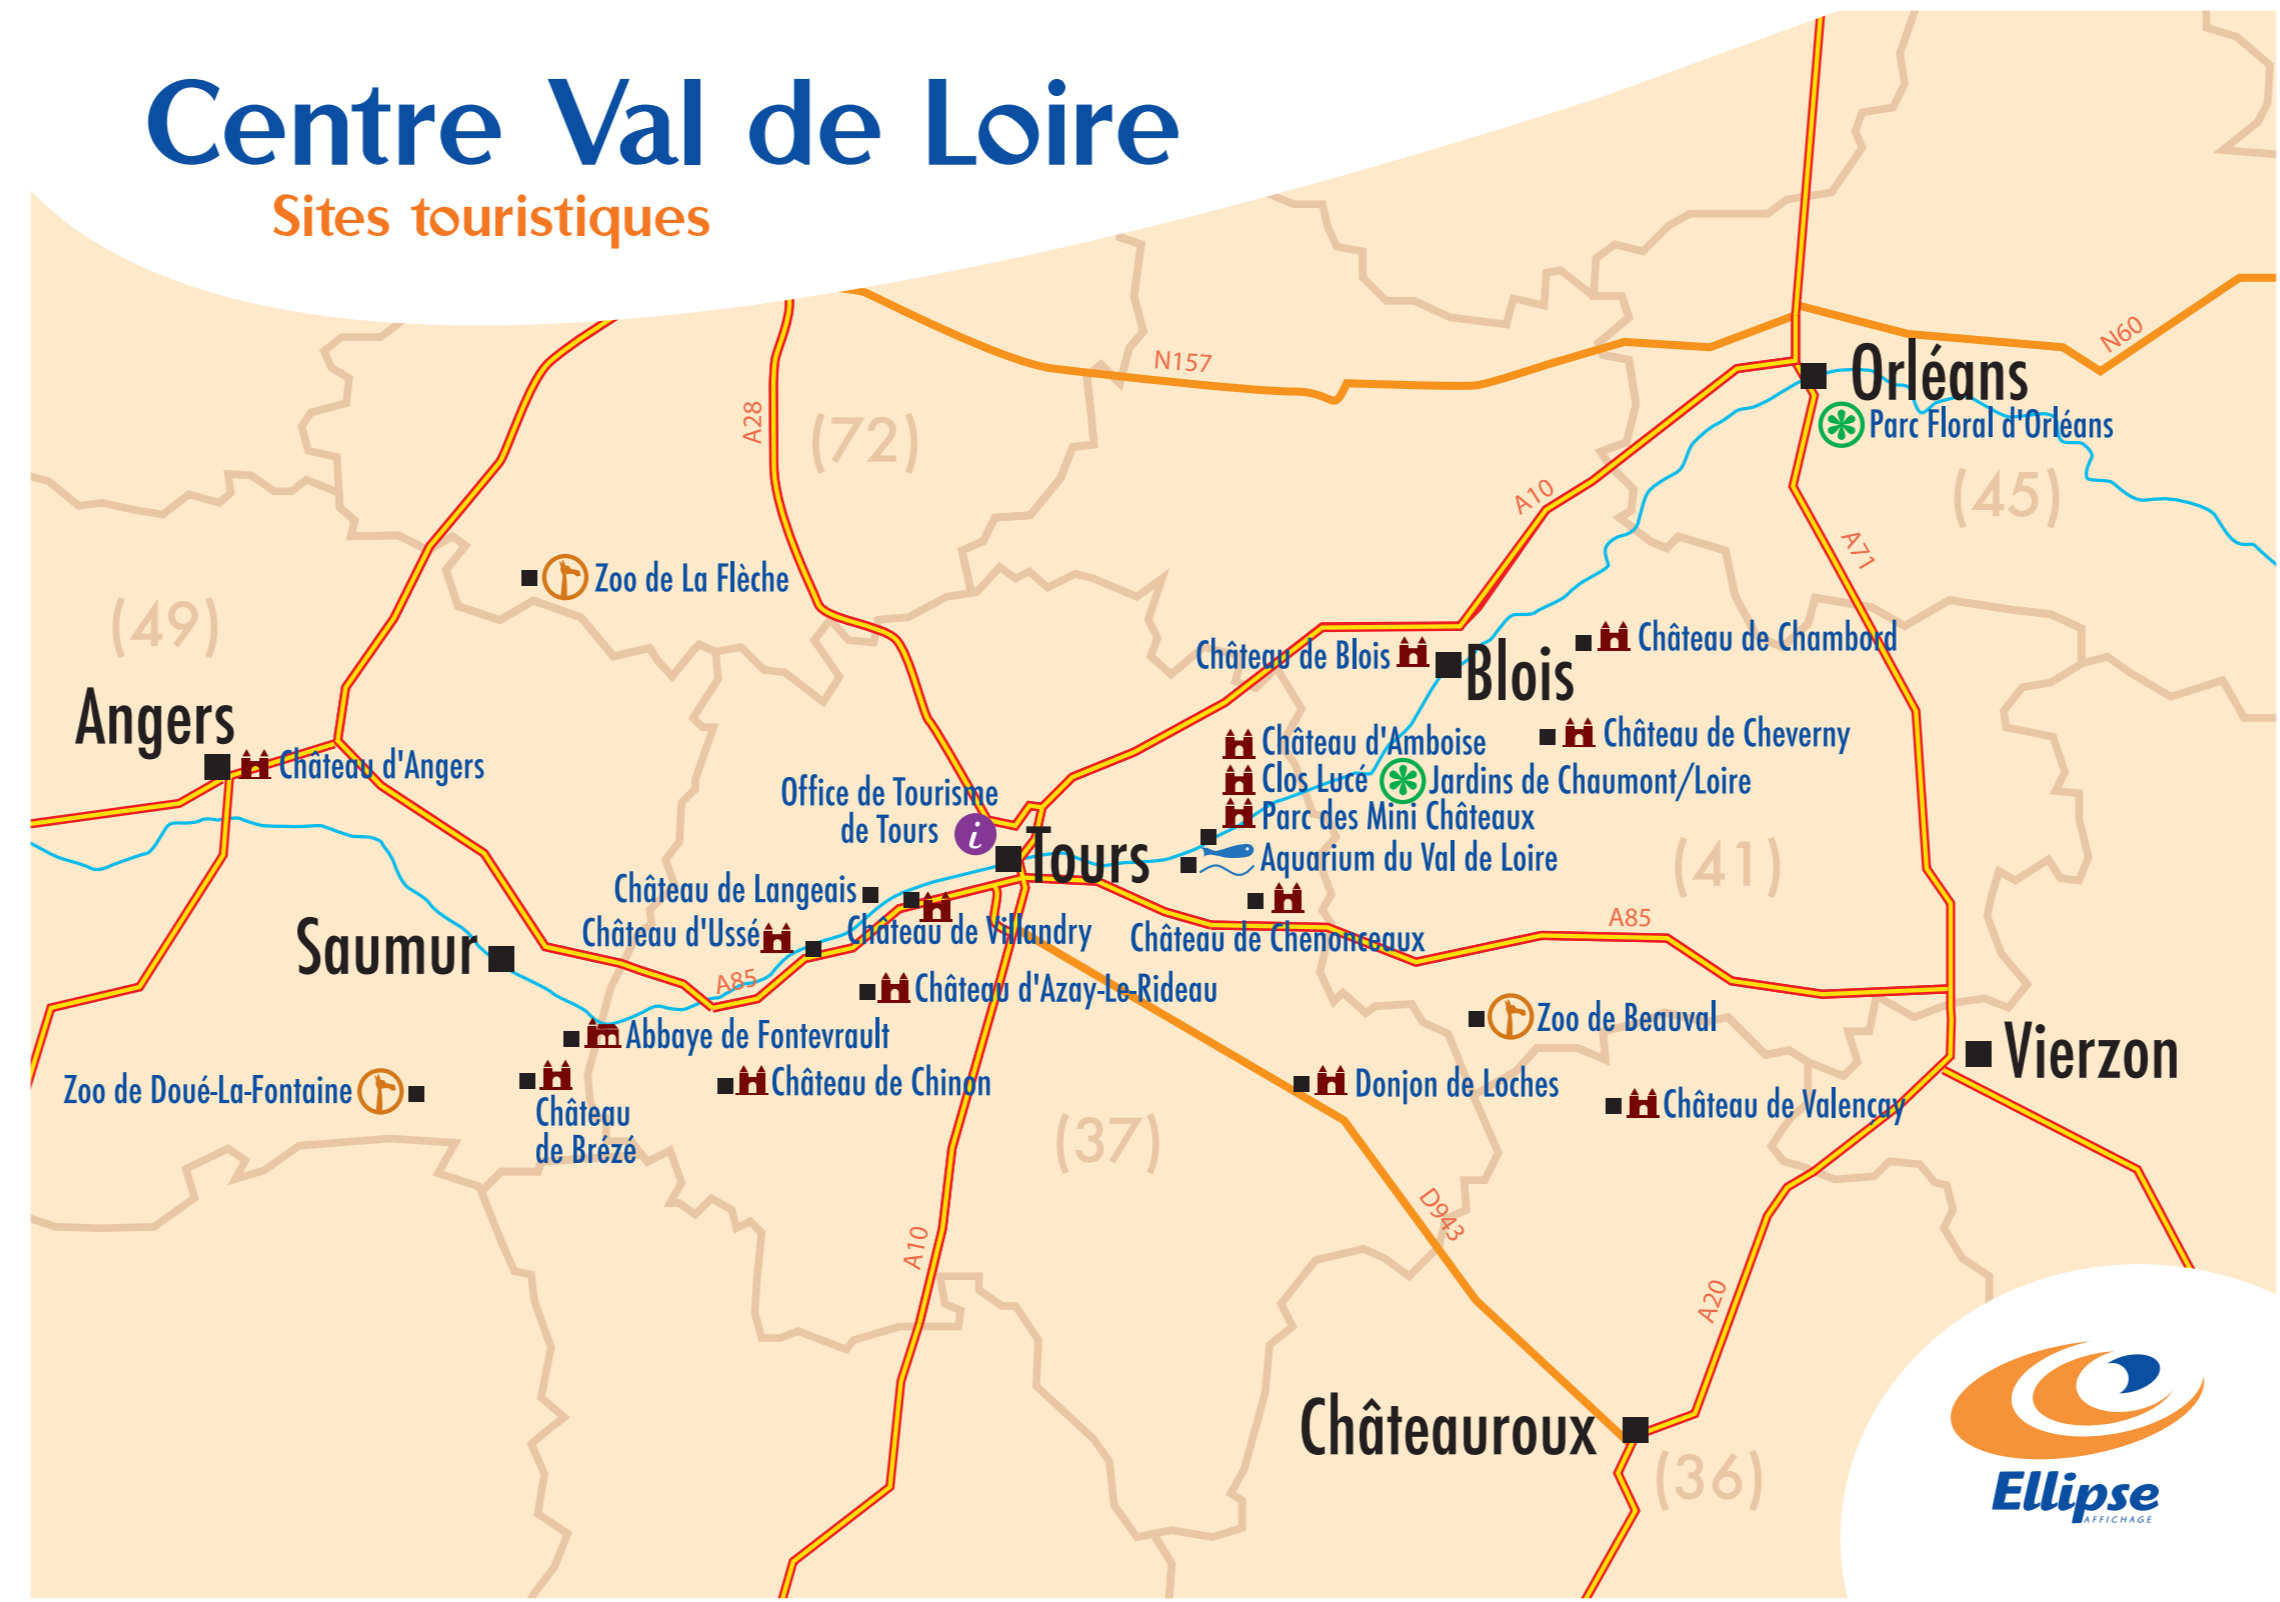 Centre Val de Loire
Sites touristiques
N157
N60
Orléans
A28
(72)
Parc Floral d'Orléans
A10
(45)
A71
Zoo de La Flèche
(49)
Château de Blois
Blois
Château de Chambord
Angers
Château d'Angers
Château d'Amboise
Château de Cheverny
Clos Lucé
Jardins de Chaumont/Loire
Office de Tourisme
de Tours
i
Parc des Mini Châteaux
Tours
Aquarium du Val de Loire
(41)
Château de Langeais
Château d'Ussé
Château de Villandry
Château de Chenonceaux
A85
Saumur
A85
Château d'Azay-Le-Rideau
Abbaye de Fontevrault
Zoo de Beauval
Vierzon
Zoo de Doué-La-Fontaine
Château
de Brézé
Château de Chinon
Donjon de Loches
Château de Valençay
(37)
D943
A10
A20
Châteauroux
(36)
Ellipse
AFFICHAGE